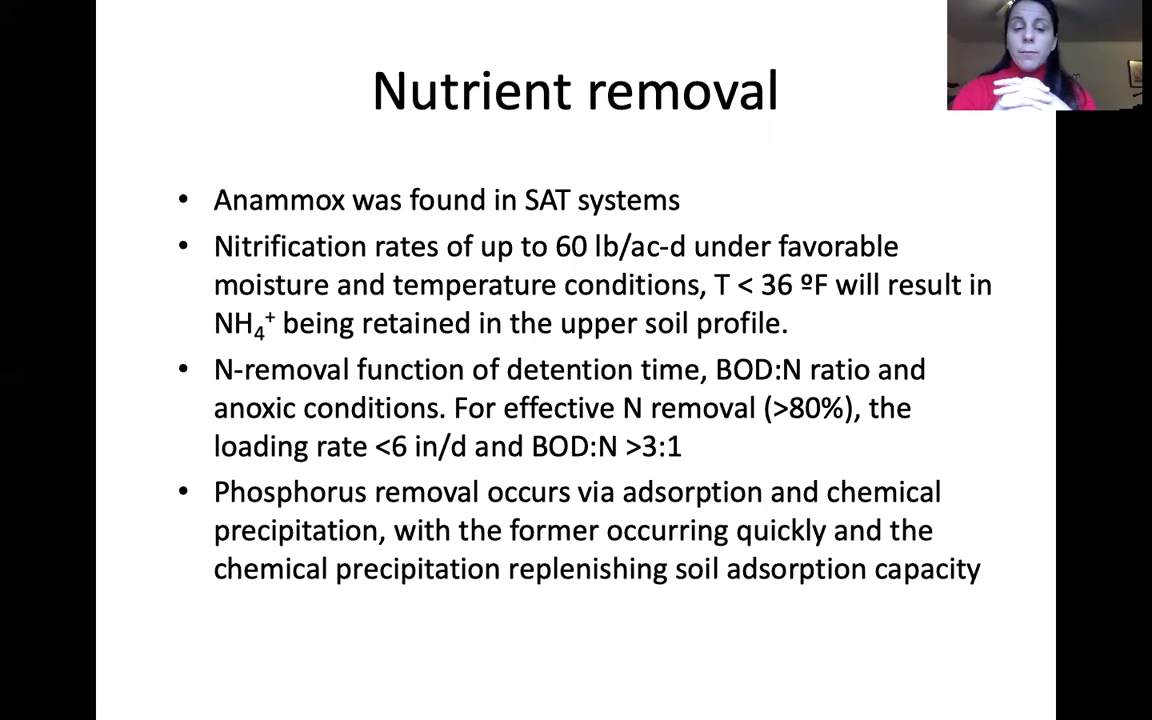 Nutrient removal
• Anammox was found in SAT systems
• Nitrification rates of up to 60 lb/ac-d under favorable
moisture and temperature conditions, T < 36 ºF will result in
NH₄⁺ being retained in the upper soil profile.
• N-removal function of detention time, BOD:N ratio and
anoxic conditions. For effective N removal (>80%), the
loading rate <6 in/d and BOD:N >3:1
• Phosphorus removal occurs via adsorption and chemical
precipitation, with the former occurring quickly and the
chemical precipitation replenishing soil adsorption capacity